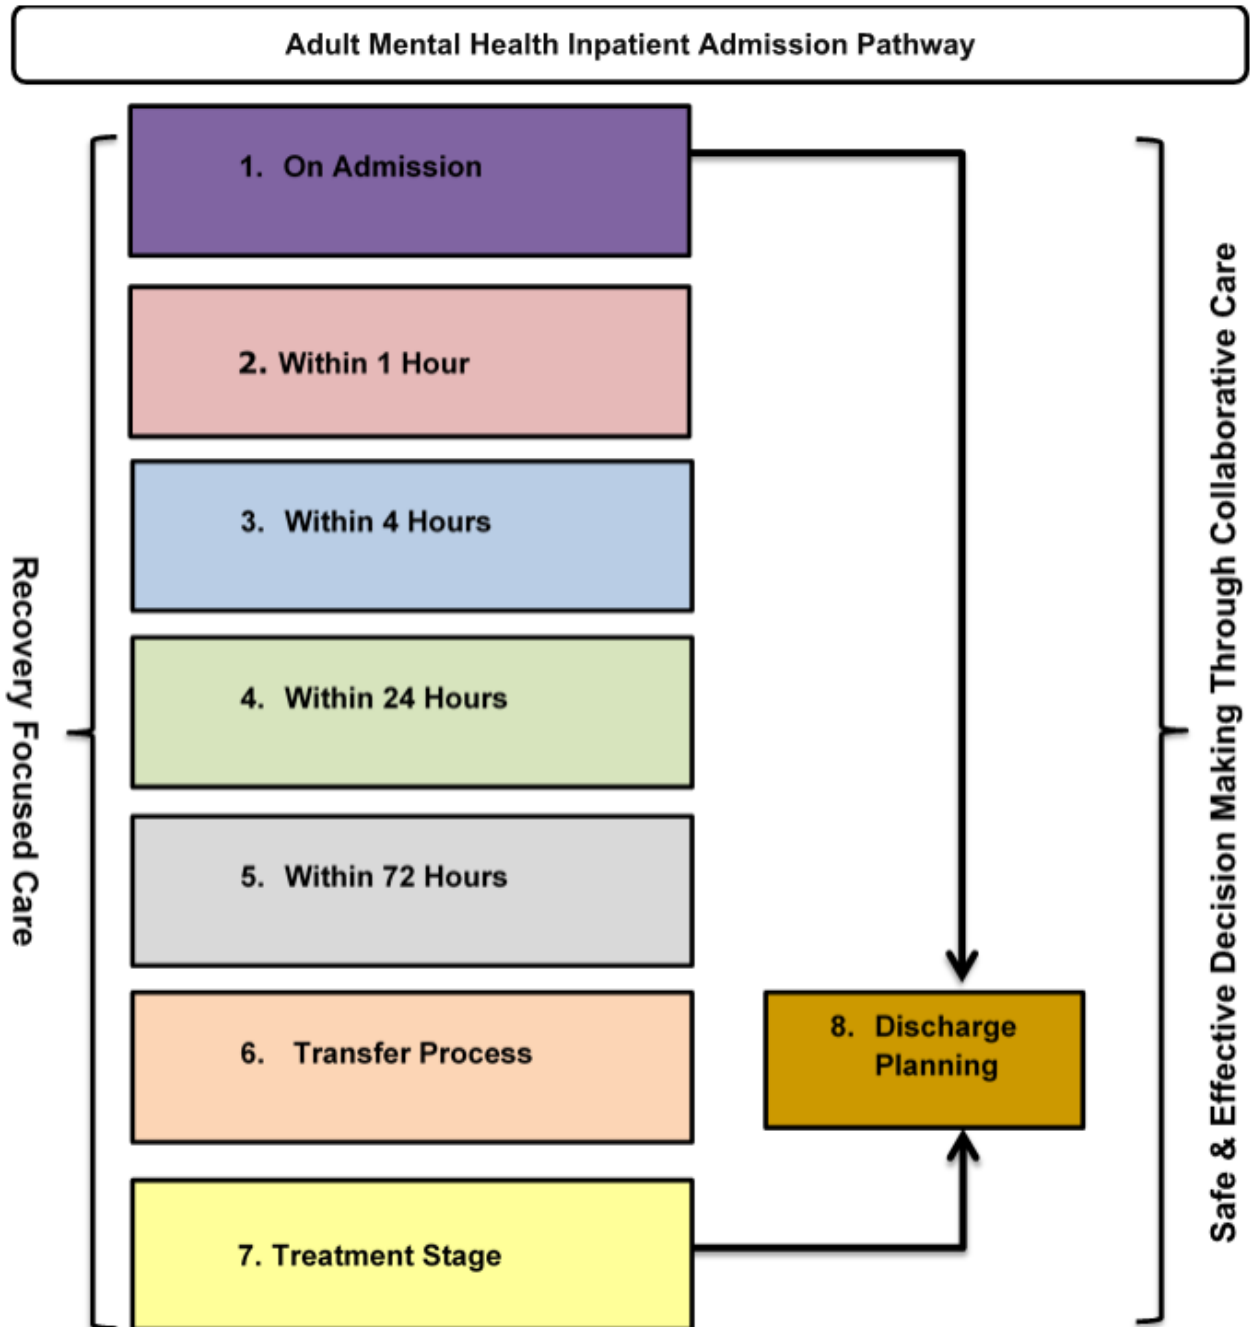 Adult Mental Health Inpatient Admission Pathway
1. On Admission
2. Within 1 Hour
3. Within 4 Hours
4. Within 24 Hours
5. Within 72 Hours
6. Transfer Process
7. Treatment Stage
8. Discharge
Planning
Recovery Focused Care
Safe & Effective Decision Making Through Collaborative Care